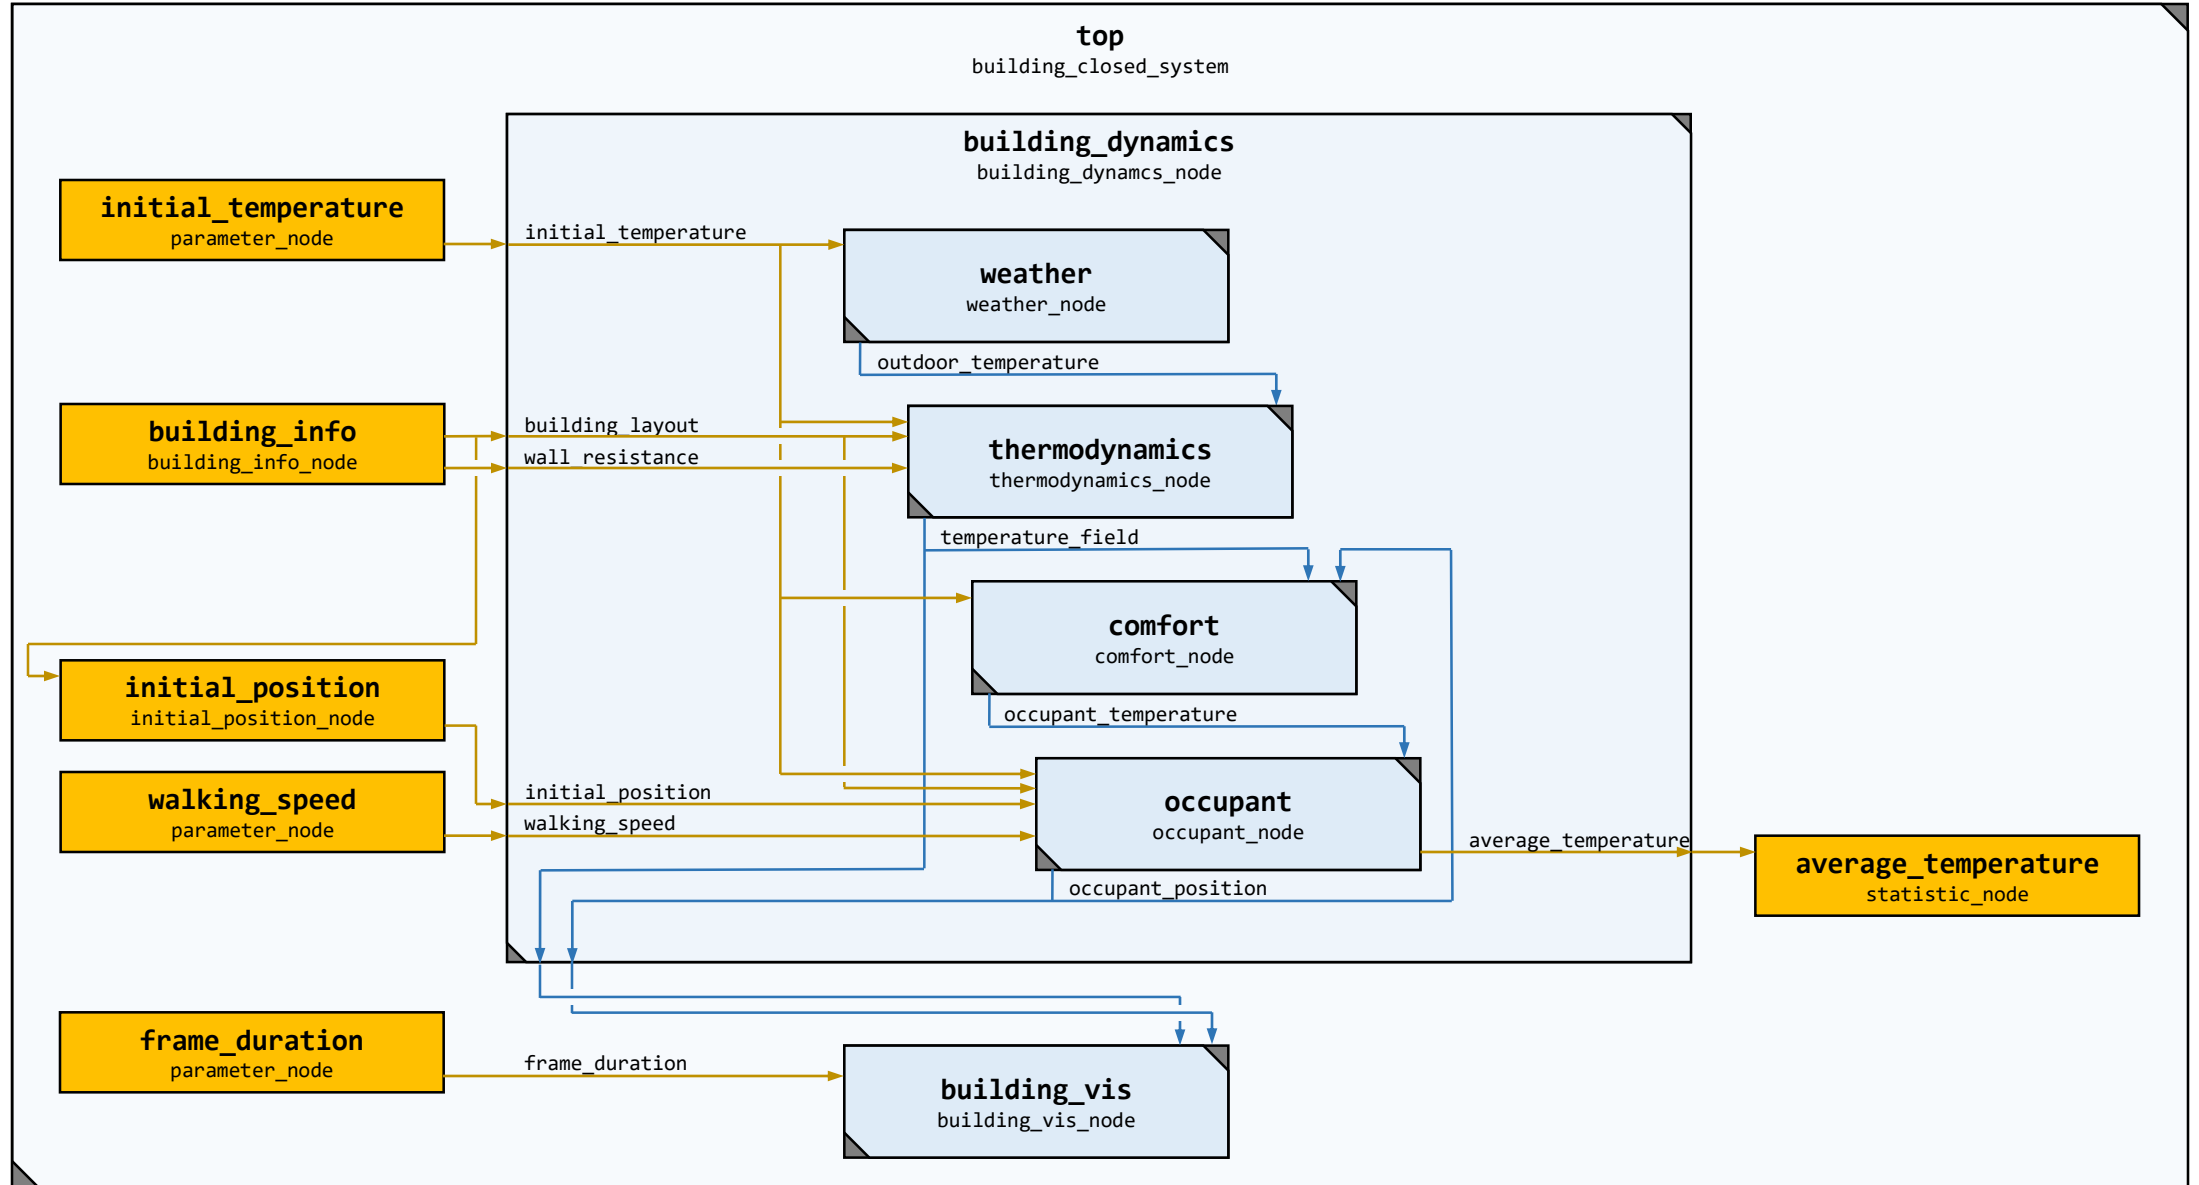 top
building_closed_system
building_dynamics
building_dynamcs_node
initial_temperature
parameter_node
initial_temperature
weather
weather_node
outdoor_temperature
building_info
building_info_node
building_layout
wall_resistance
thermodynamics
thermodynamics_node
temperature_field
comfort
comfort_node
initial_position
initial_position_node
occupant_temperature
walking_speed
parameter_node
initial_position
walking_speed
occupant
occupant_node
average_temperature
average_temperature
statistic_node
occupant_position
frame_duration
parameter_node
frame_duration
building_vis
building_vis_node